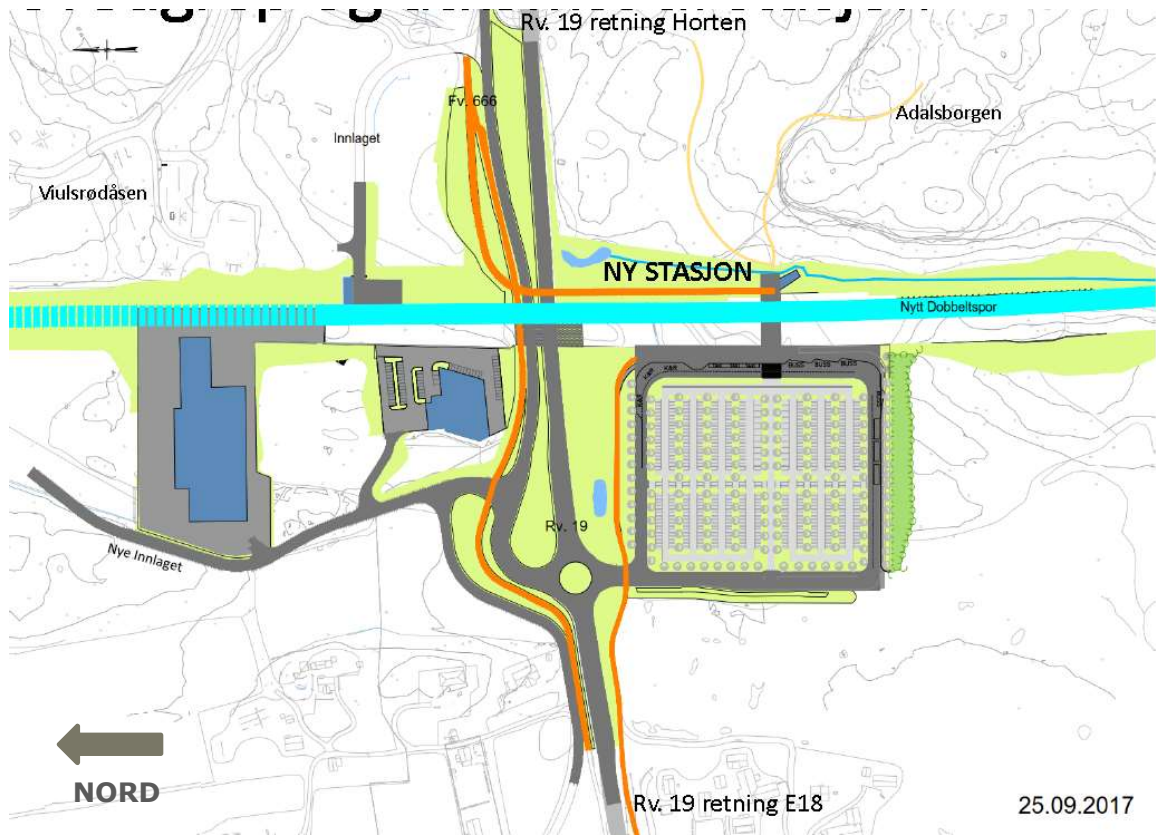 Rv. 19 retning Horten
Fv. 666
Adalsborgen
Innlaget
Viulsrødåsen
NY STASJON
Nytt Dobbeltspor
BUSS BUSS BUSS
BUSS
Rv. 19
Nye Innlaget
NORD
Rv. 19 retning E18
25.09.2017